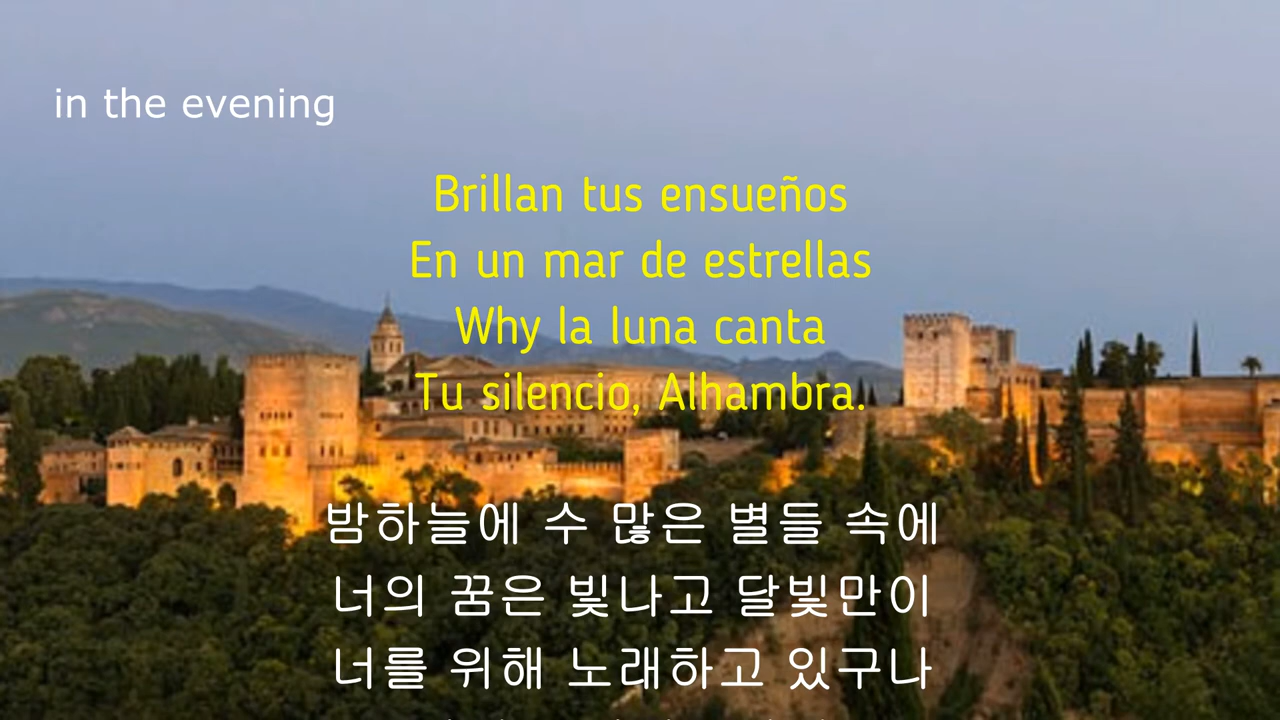 in the evening
Brillan tus ensueños
En un mar de estrellas
Why la luna canta
Tu silencio, Alhambra.
밤하늘에 수 많은 별들 속에
너의 꿈은 빛나고 달빛만이
너를 위해 노래하고 있구나